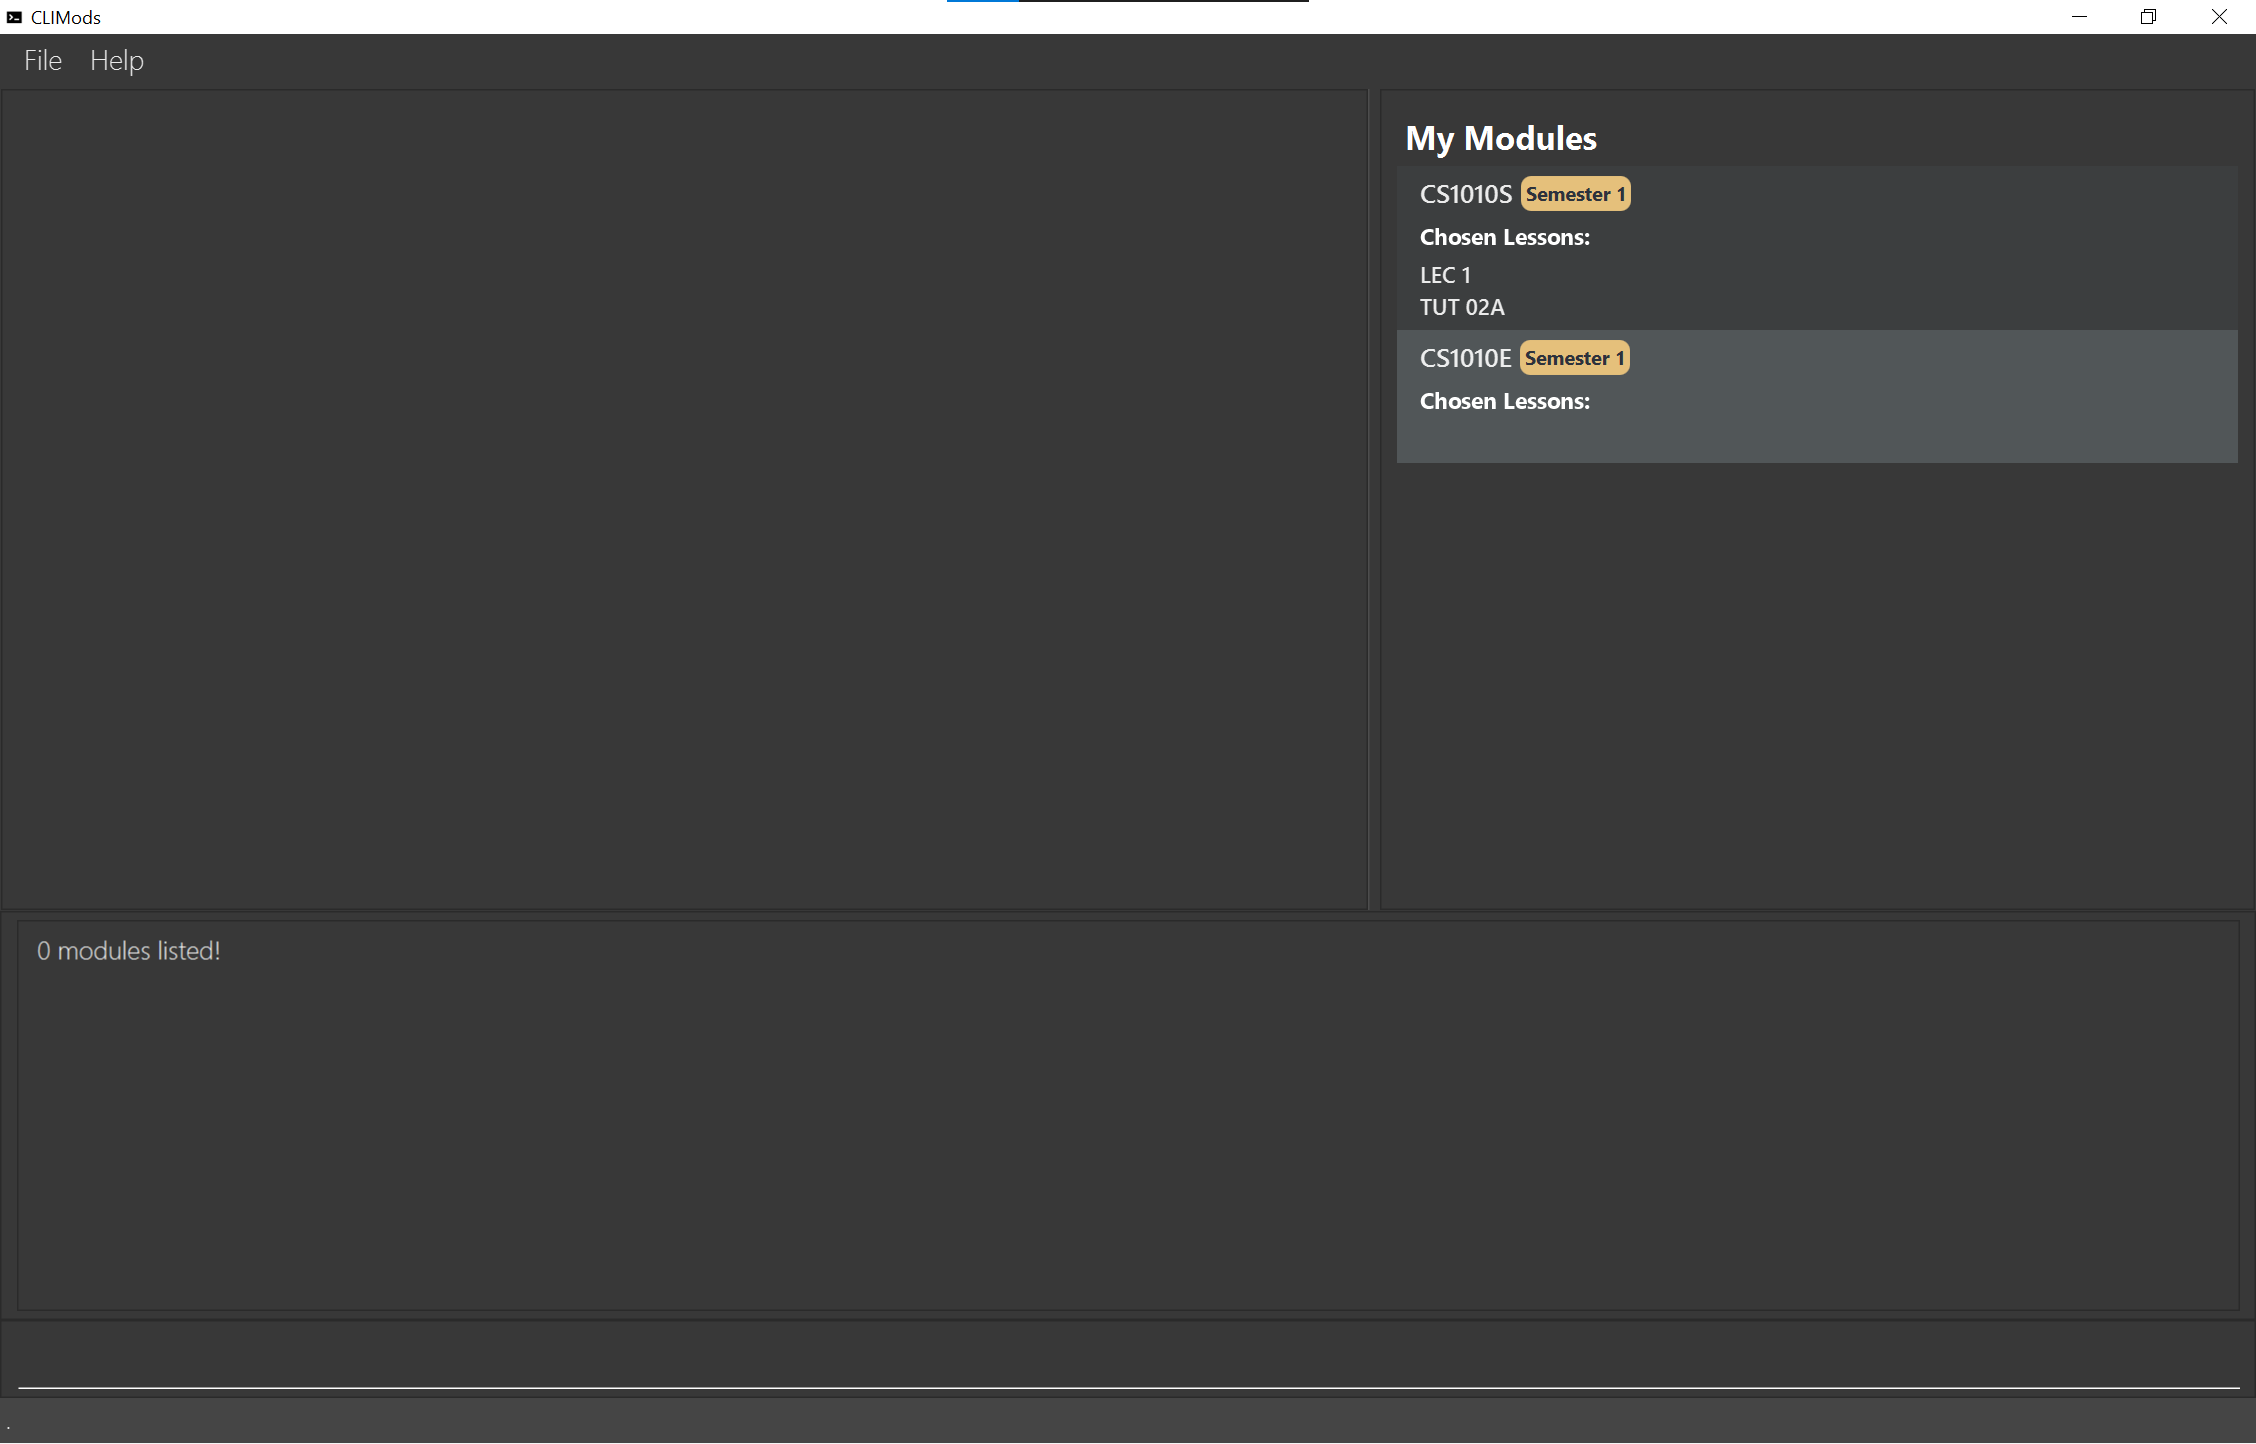 CLIMods
File Help
My Modules
CS1010S Semester 1
Chosen Lessons:
LEC 1
TUT 02A
CS1010E Semester 1
Chosen Lessons:
0 modules listed!
.